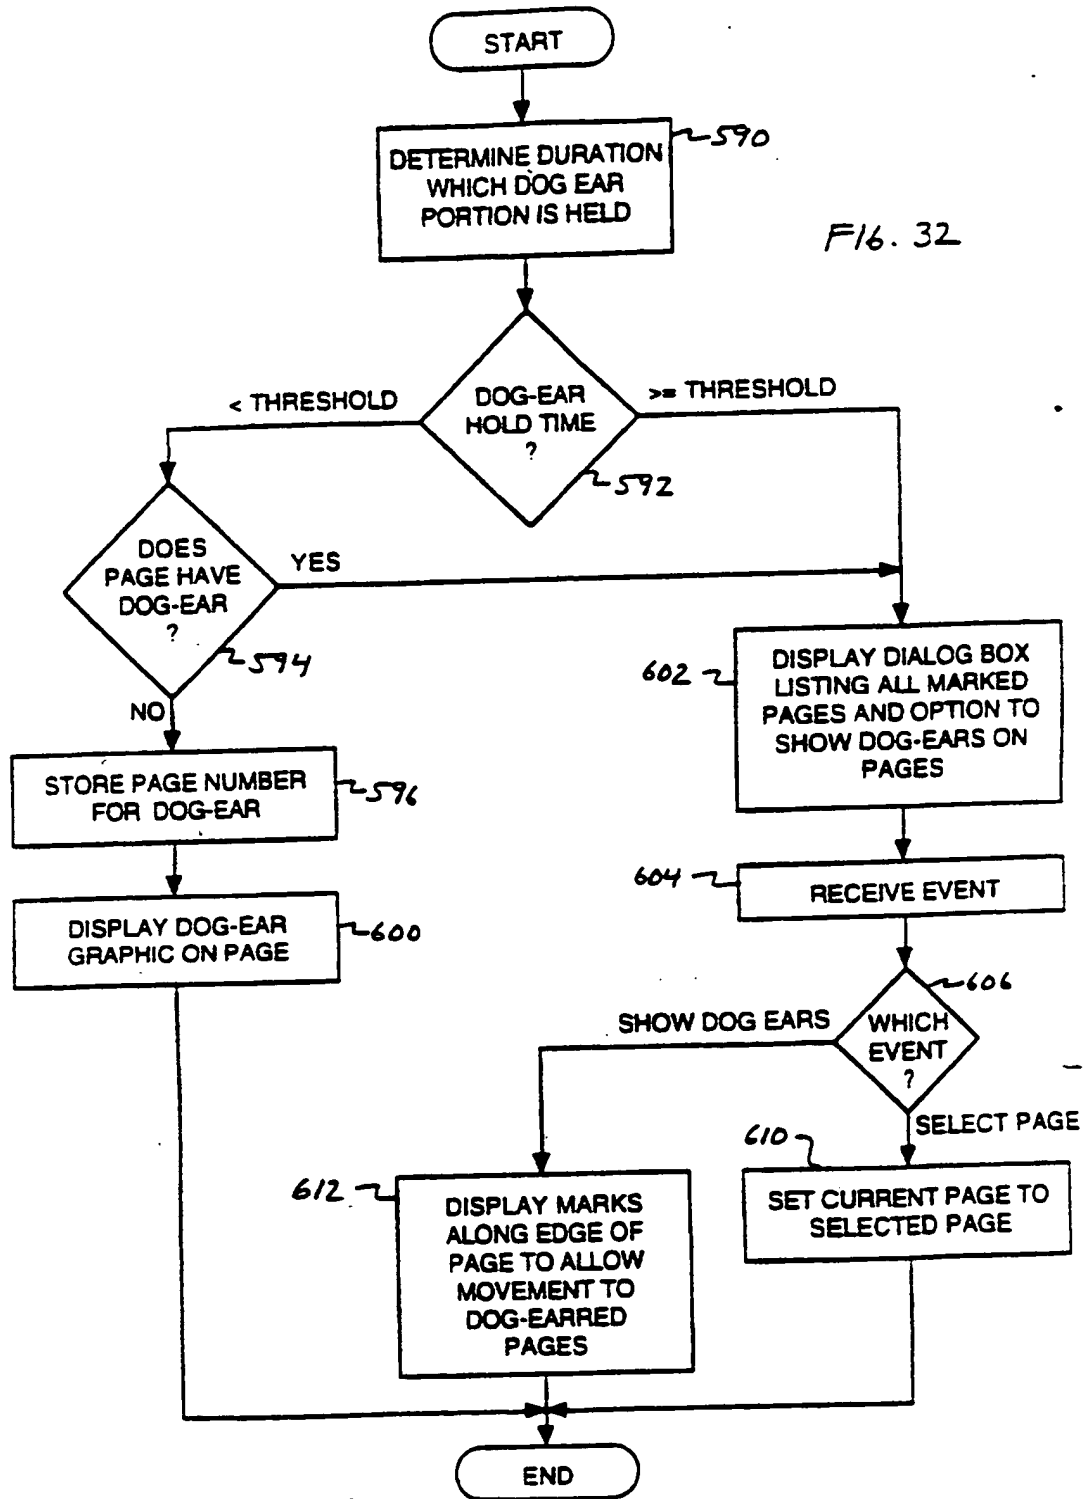 START
DETERMINE DURATION
WHICH DOG EAR
PORTION IS HELD
590
FIG. 32
< THRESHOLD
DOG-EAR
HOLD TIME
?
>= THRESHOLD
592
DOES
PAGE HAVE
DOG-EAR
?
YES
594
NO
602
DISPLAY DIALOG BOX
LISTING ALL MARKED
PAGES AND OPTION TO
SHOW DOG-EARS ON
PAGES
STORE PAGE NUMBER
FOR DOG-EAR
596
604
RECEIVE EVENT
DISPLAY DOG-EAR
GRAPHIC ON PAGE
600
606
SHOW DOG EARS
WHICH
EVENT
?
SELECT PAGE
610
612
DISPLAY MARKS
ALONG EDGE OF
PAGE TO ALLOW
MOVEMENT TO
DOG-EARRED
PAGES
SET CURRENT PAGE TO
SELECTED PAGE
END